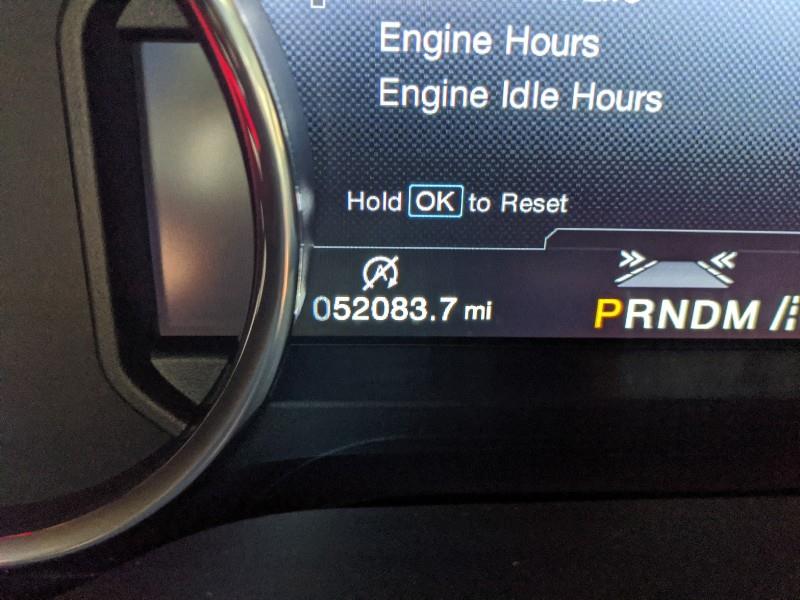 Engine Hours
Engine Idle Hours
Hold OK to Reset
052083.7 mi
PRNDM